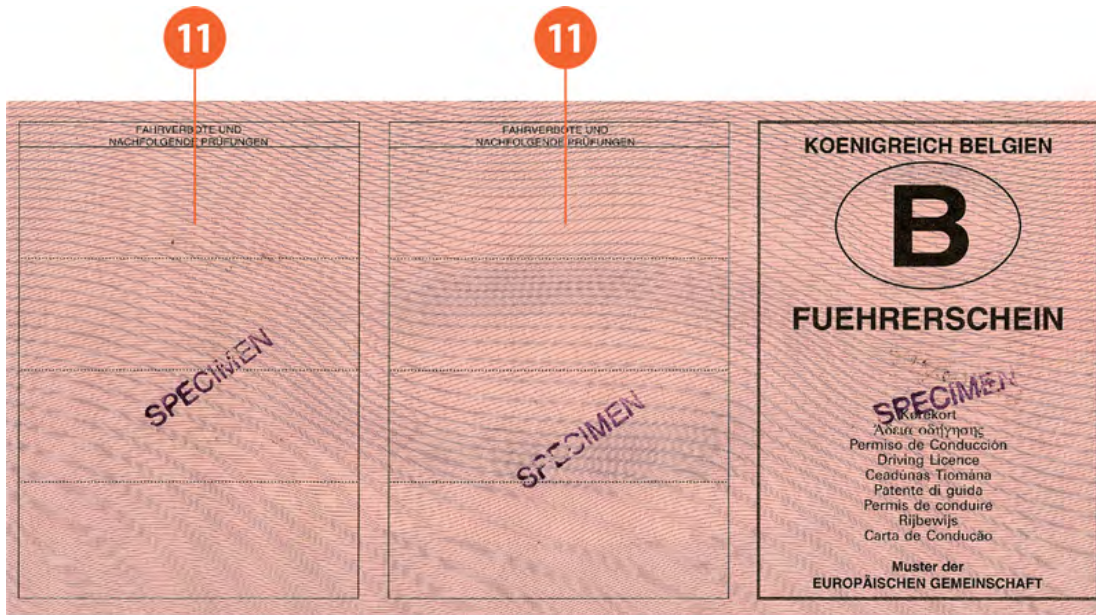 11
11
FAHRVERBOTE UND
NACHFOLGENDE PRÜFUNGEN
SPECIMEN
FAHRVERBOTE UND
NACHFOLGENDE PRÜFUNGEN
SPECIMEN
KOENIGREICH BELGIEN
B
FUEHRERSCHEIN
SPECIMEN
Kørekort
Άδεια οδήγησης
Permiso de Conducción
Driving Licence
Ceadúnas Tiomána
Patente di guida
Permis de conduire
Rijbewijs
Carta de Condução
Muster der
EUROPÄISCHEN GEMEINSCHAFT